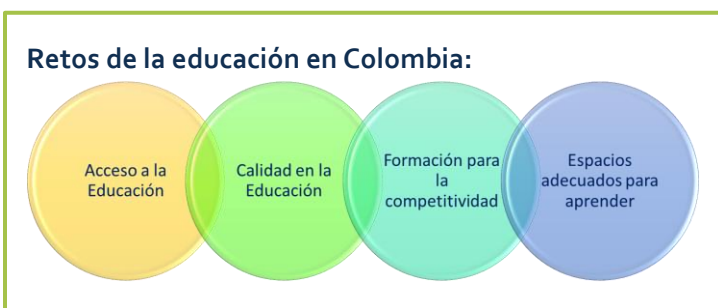 Retos de la educación en Colombia:
Acceso a la
Educación
Calidad en la
Educación
Formación para
la
competitividad
Espacios
adecuados para
aprender